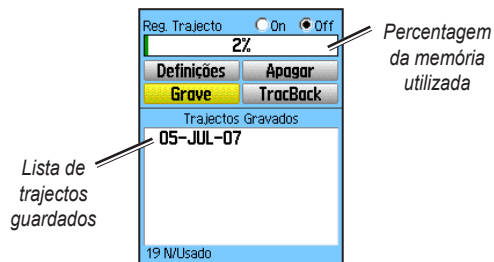 Reg. Trajecto On Off
2%
Definições Apagar
Grave TracBack
Trajectos Gravados
05-JUL-07
19 N/Usado
Percentagem
da memória
utilizada
Lista de
trajectos
guardados